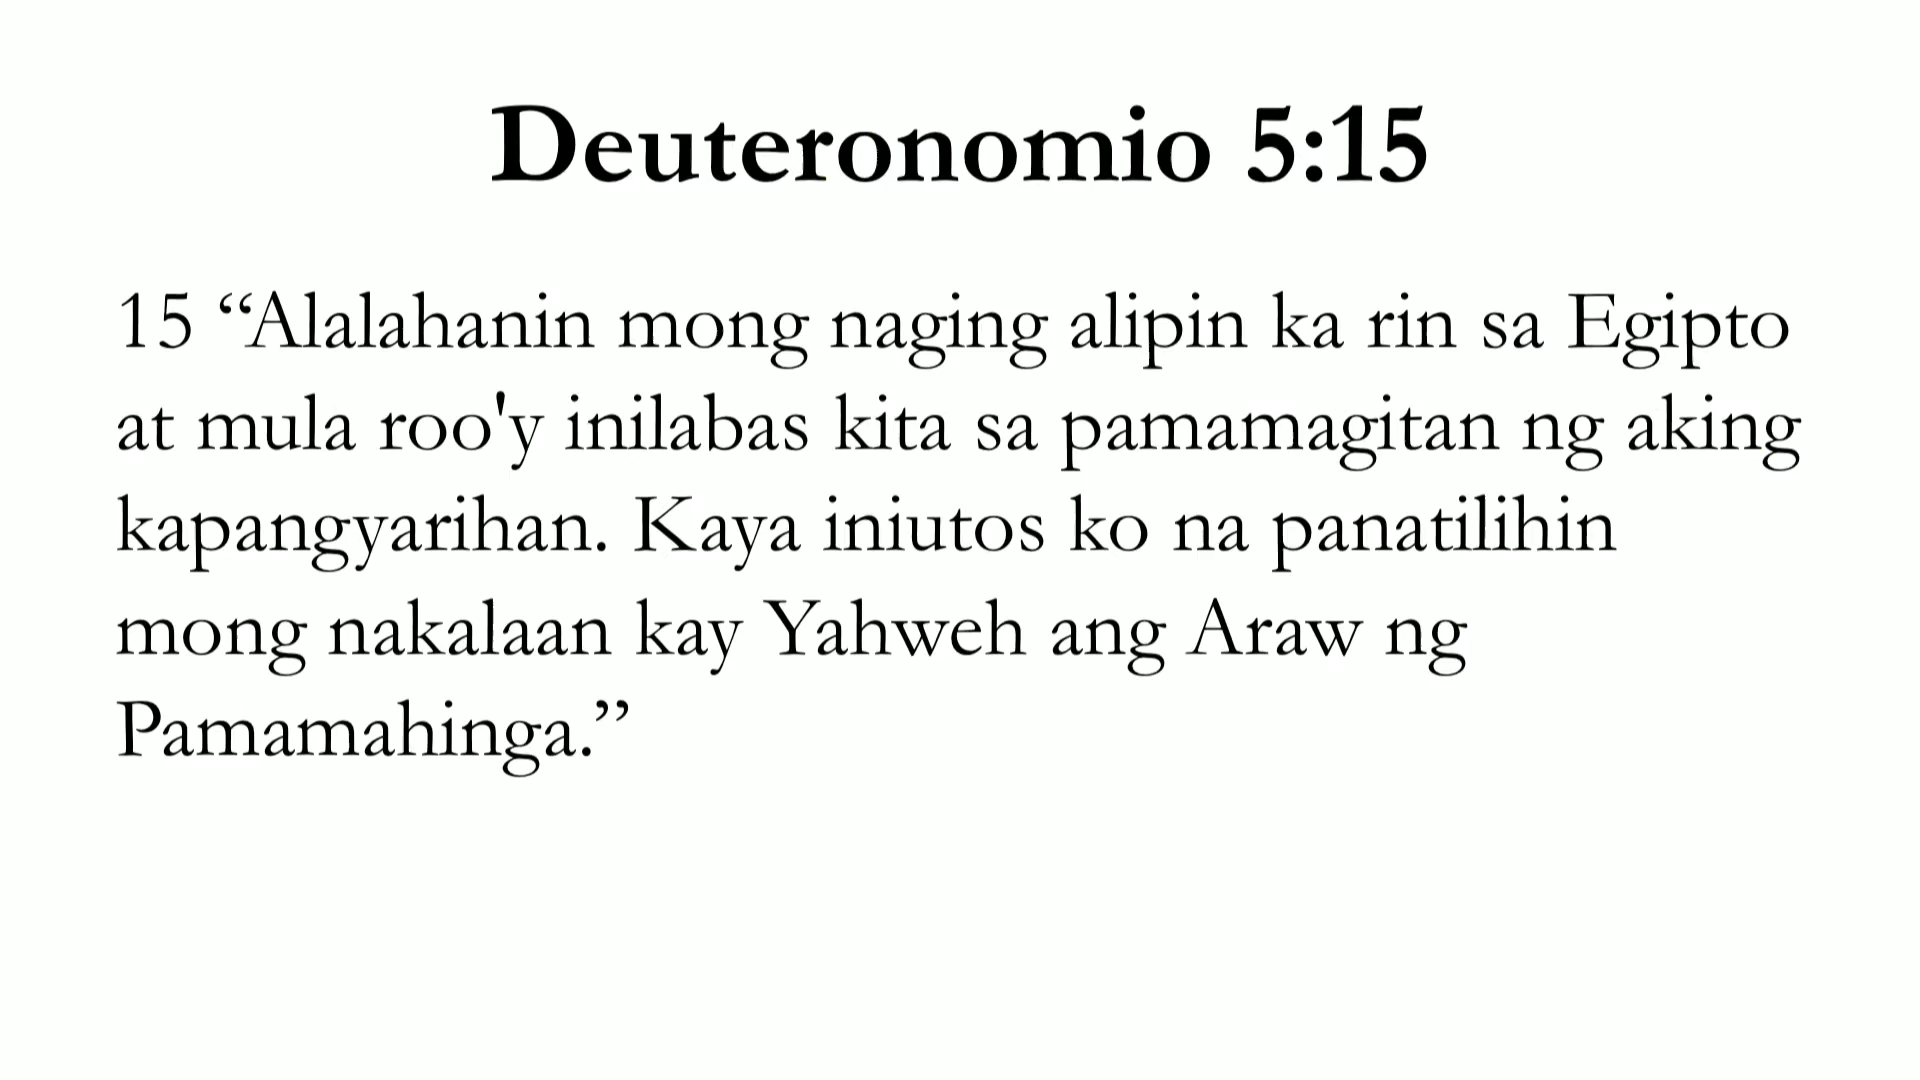 Deuteronomio 5:15
15 “Alalahanin mong naging alipin ka rin sa Egipto
at mula roo'y inilabas kita sa pamamagitan ng aking
kapangyarihan. Kaya iniutos ko na panatilihin
mong nakalaan kay Yahweh ang Araw ng
Pamamahinga.”